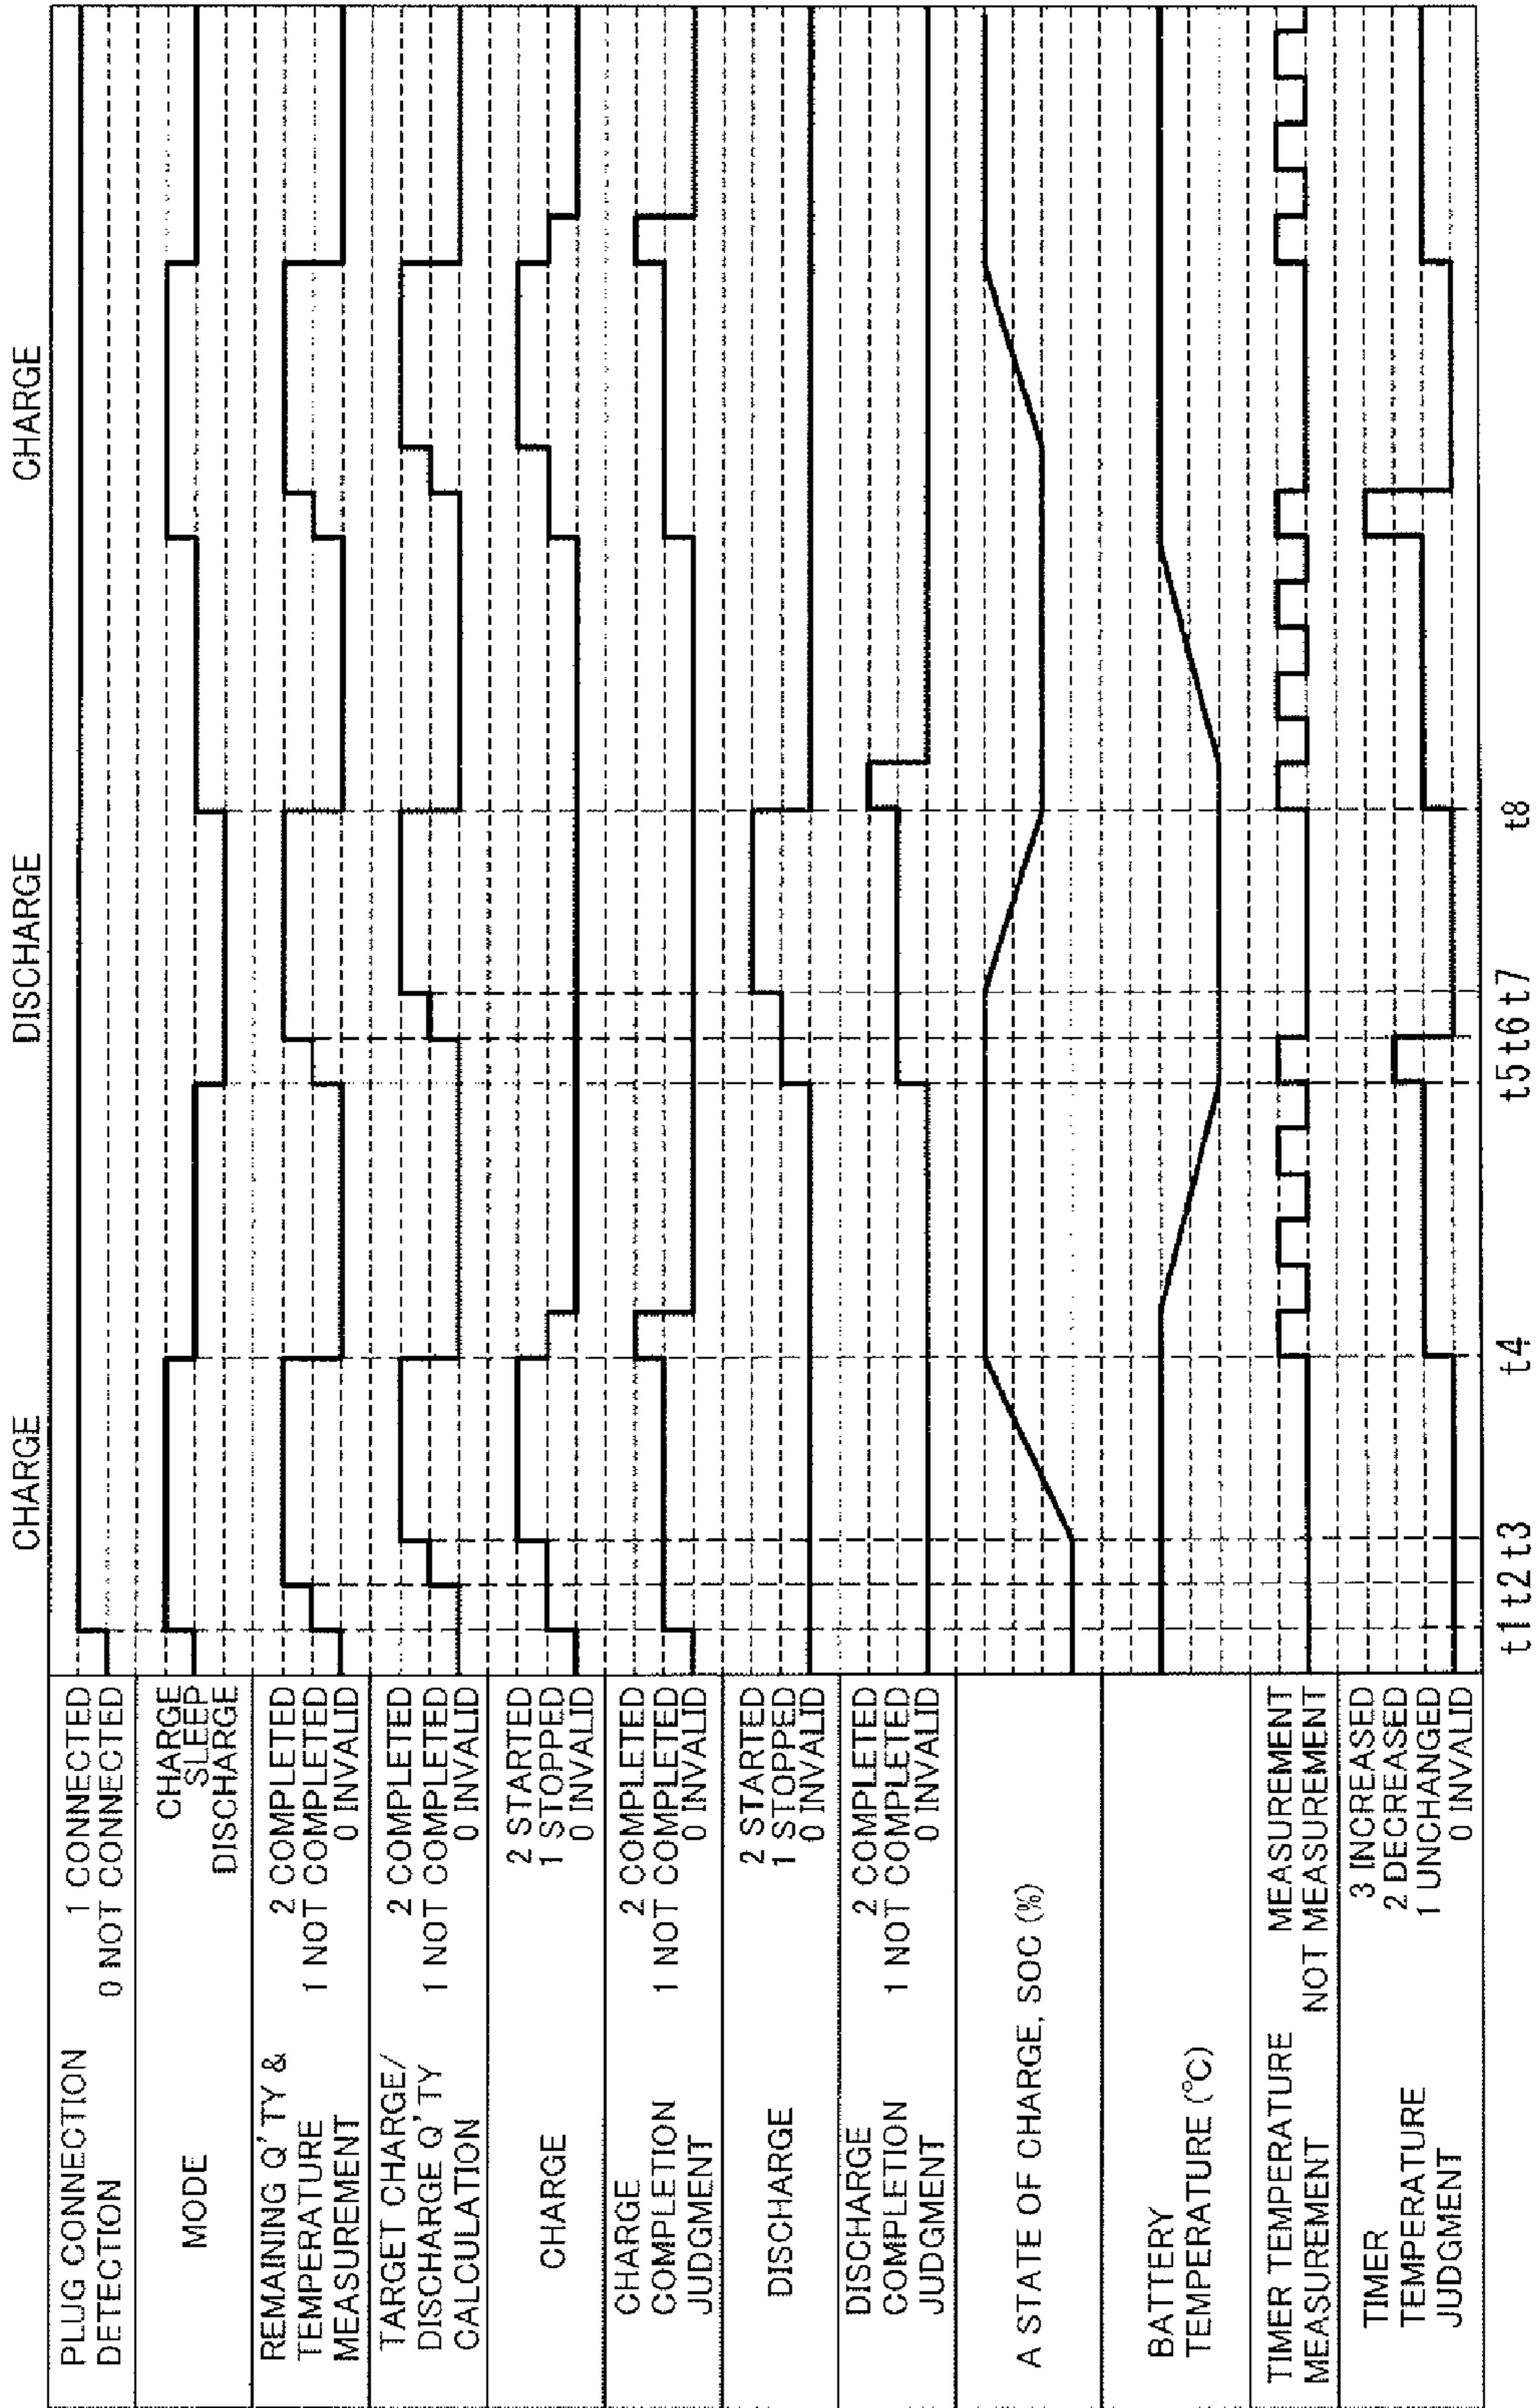 CHARGE
DISCHARGE
CHARGE
PLUG CONNECTION
DETECTION
1 CONNECTED
0 NOT CONNECTED
MODE
CHARGE
SLEEP
DISCHARGE
REMAINING Q'TY &
TEMPERATURE
MEASUREMENT
2 COMPLETED
1 NOT COMPLETED
0 INVALID
TARGET CHARGE/
DISCHARGE Q'TY
CALCULATION
2 COMPLETED
1 NOT COMPLETED
0 INVALID
CHARGE
2 STARTED
1 STOPPED
0 INVALID
CHARGE
COMPLETION
JUDGMENT
2 COMPLETED
1 NOT COMPLETED
0 INVALID
DISCHARGE
2 STARTED
1 STOPPED
0 INVALID
DISCHARGE
COMPLETION
JUDGMENT
2 COMPLETED
1 NOT COMPLETED
0 INVALID
A STATE OF CHARGE, SOC (%)
BATTERY
TEMPERATURE (°C)
TIMER TEMPERATURE
MEASUREMENT
MEASUREMENT
NOT MEASUREMENT
TIMER
TEMPERATURE
JUDGMENT
3 INCREASED
2 DECREASED
1 UNCHANGED
0 INVALID
t1 t2 t3 t4 t5 t6 t7 t8